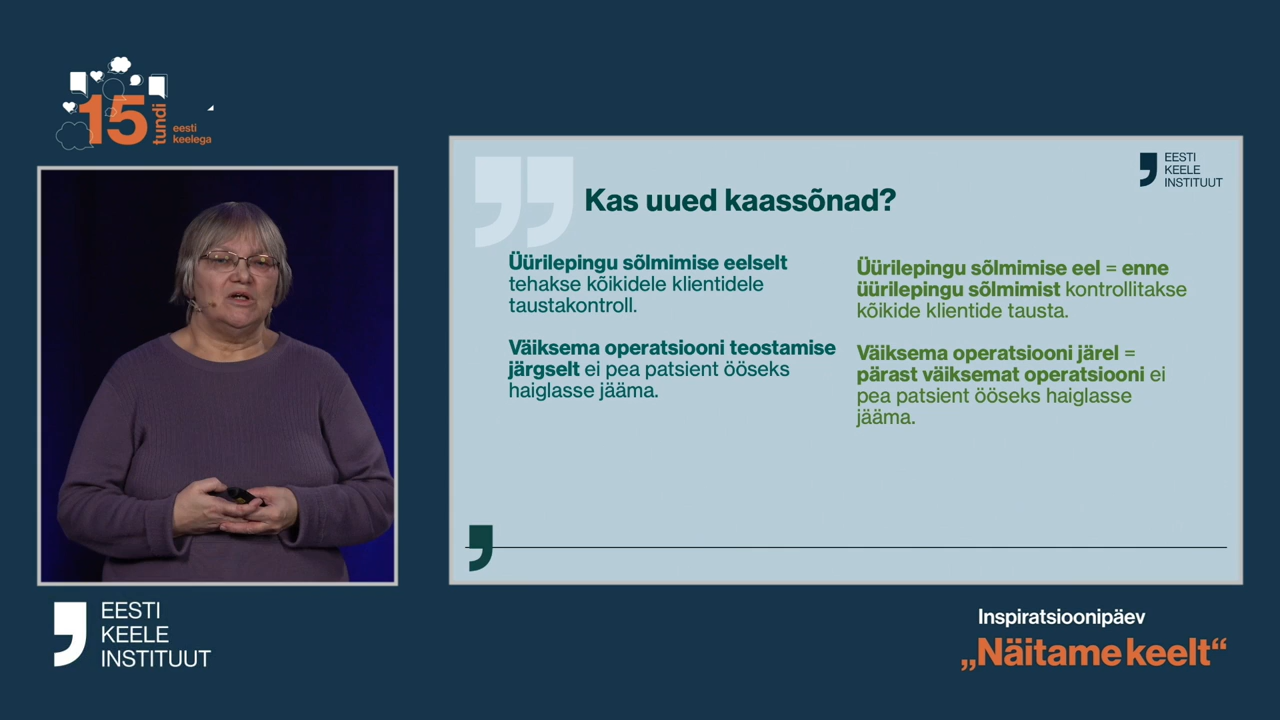 15
tundi
eesti
keelega
EESTI
KEELE
INSTITUUT
Kas uued kaassõnad?
Üürilepingu sõlmimise eelselt
tehakse kõikidele klientidele
taustakontroll.
Väiksema operatsiooni teostamise
järgselt ei pea patsient ööseks
haiglasse jääma.
Üürilepingu sõlmimise eel = enne
üürilepingu sõlmimist kontrollitakse
kõikide klientide tausta.
Väiksema operatsiooni järel =
pärast väiksemat operatsiooni ei
pea patsient ööseks haiglasse
jääma.
EESTI
KEELE
INSTITUUT
Inspiratsioonipäev
„Näitame keelt“